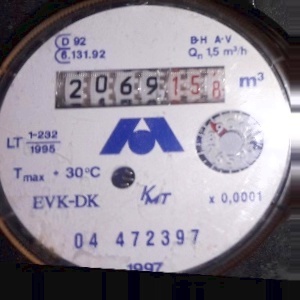 D 92
6.131.92
B-H A-V
Qn 1,5 m³/h
2069158 m³
LT 1-232
1995
Tmax + 30°C
EVK-DK
x 0,0001
04 472397
1997